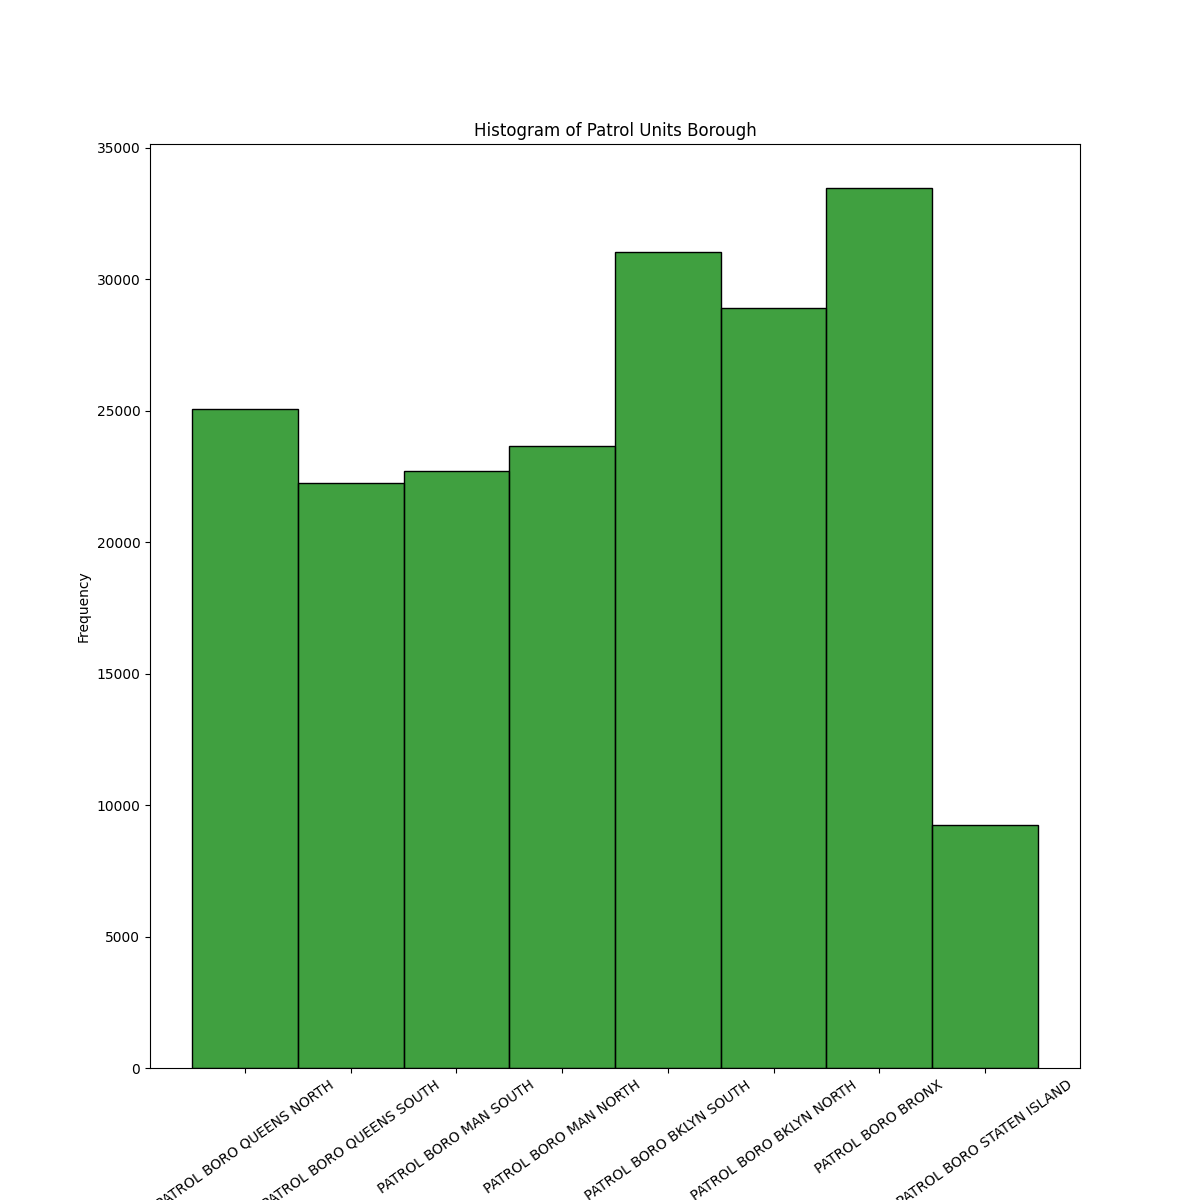 Histogram of Patrol Units Borough
35000
30000
25000
20000
15000
10000
5000
0
Frequency
PATROL BORO QUEENS NORTH
PATROL BORO QUEENS SOUTH
PATROL BORO MAN SOUTH
PATROL BORO MAN NORTH
PATROL BORO BKLYN SOUTH
PATROL BORO BKLYN NORTH
PATROL BORO BRONX
PATROL BORO STATEN ISLAND